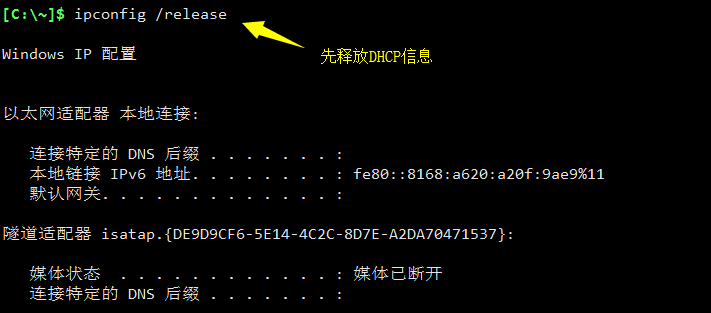 [C:\~]$ ipconfig /release
Windows IP 配置
先释放DHCP信息
以太网适配器 本地连接:
连接特定的 DNS 后缀 . . . . . . . :
本地链接 IPv6 地址. . . . . . . . : fe80::8168:a620:a20f:9ae9%11
默认网关. . . . . . . . . . . . . :
隧道适配器 isatap.{DE9D9CF6-5E14-4C2C-8D7E-A2DA70471537}:
媒体状态  . . . . . . . . . . . . : 媒体已断开
连接特定的 DNS 后缀 . . . . . . . :